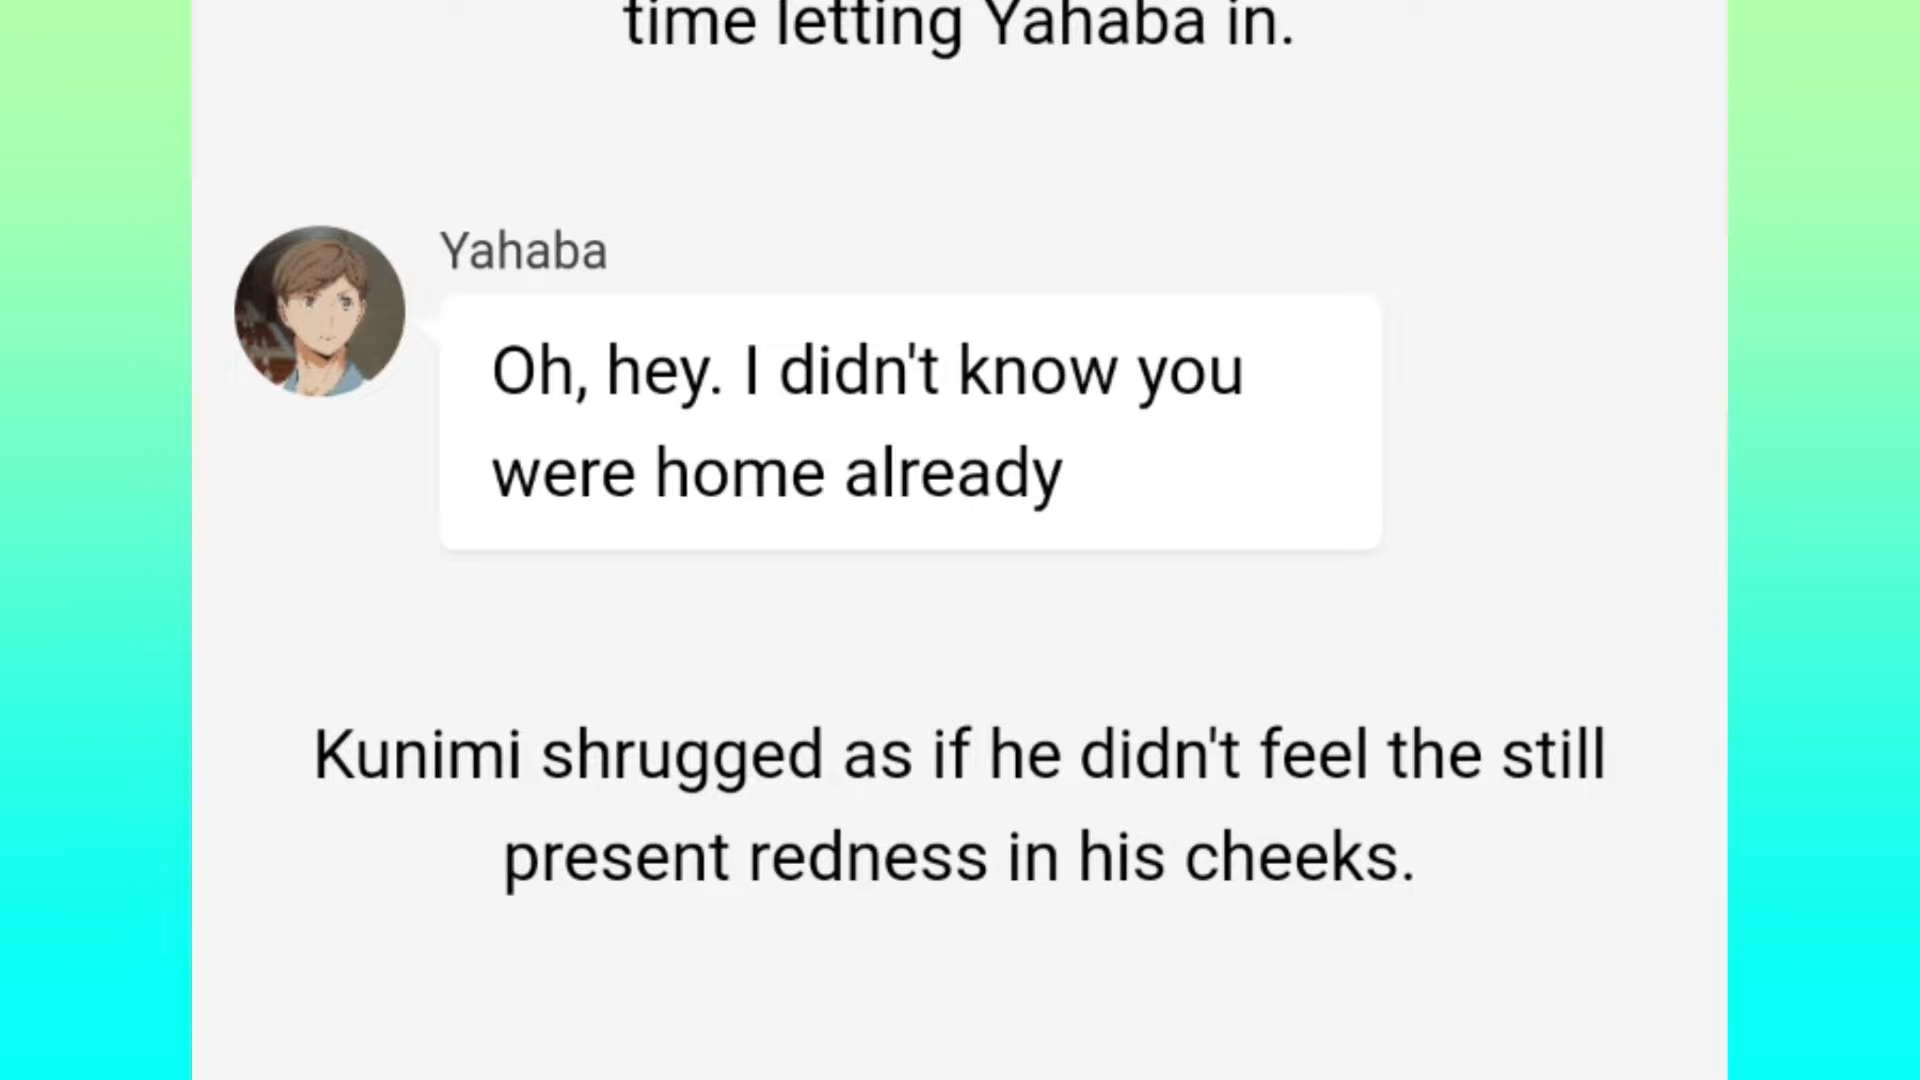 time letting Yahaba in.
Yahaba
Oh, hey. I didn't know you
were home already
Kunimi shrugged as if he didn't feel the still
present redness in his cheeks.